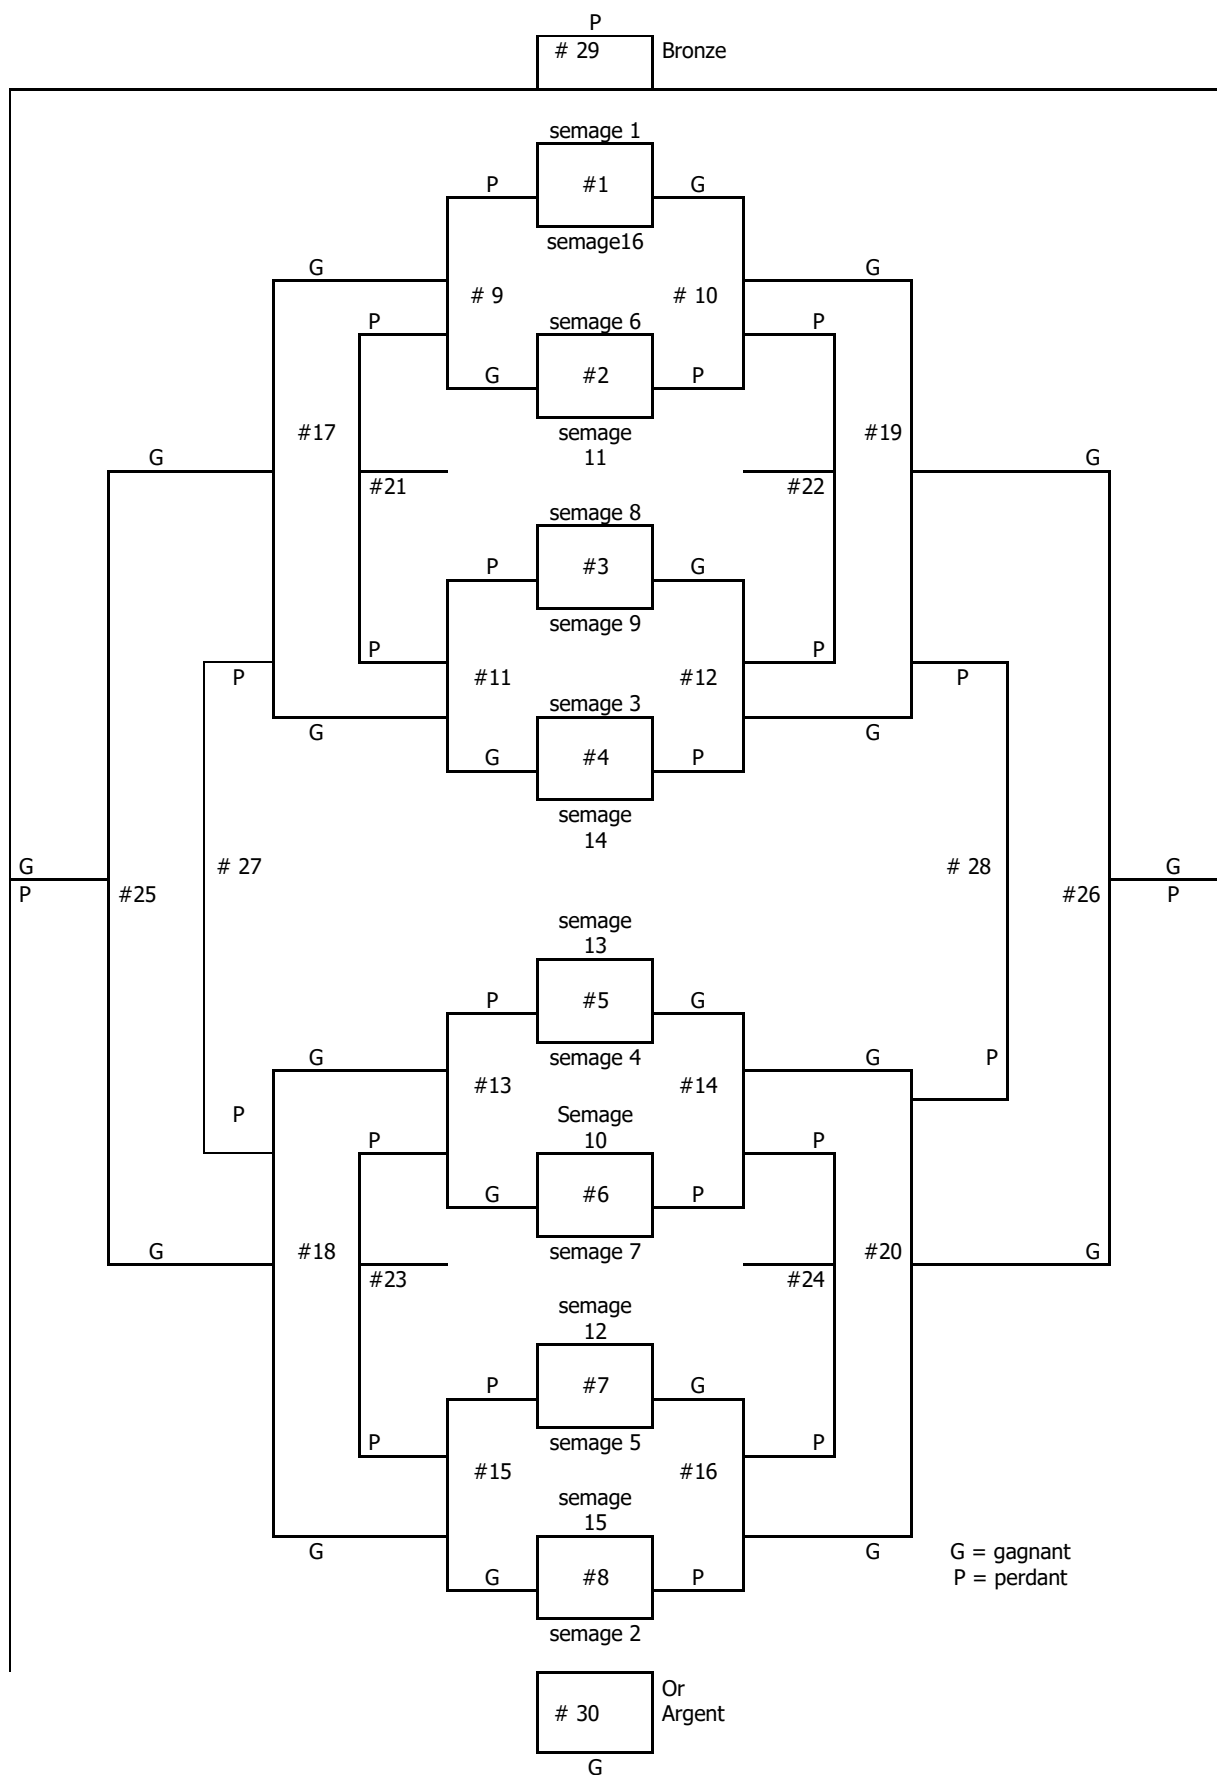 P
# 29 Bronze
semage 1
P #1 G
semage16
G G
# 9 # 10
P semage 6 P
G #2 P
#17 semage #19
G 11 G
#21 #22
semage 8
P #3 G
semage 9
P P
P #11 #12 P
semage 3
G G
G #4 P
semage
14
G # 27 # 28 G
P #25 #26 P
semage
13
P #5 G
G semage 4 G P
#13 #14
P Semage
P 10 P
G #6 P
G #18 semage 7 #20 G
#23 #24
semage
12
P #7 G
P semage 5 P
#15 #16
semage
15
G G G = gagnant
G #8 P P = perdant
semage 2
Or
# 30 Argent
G